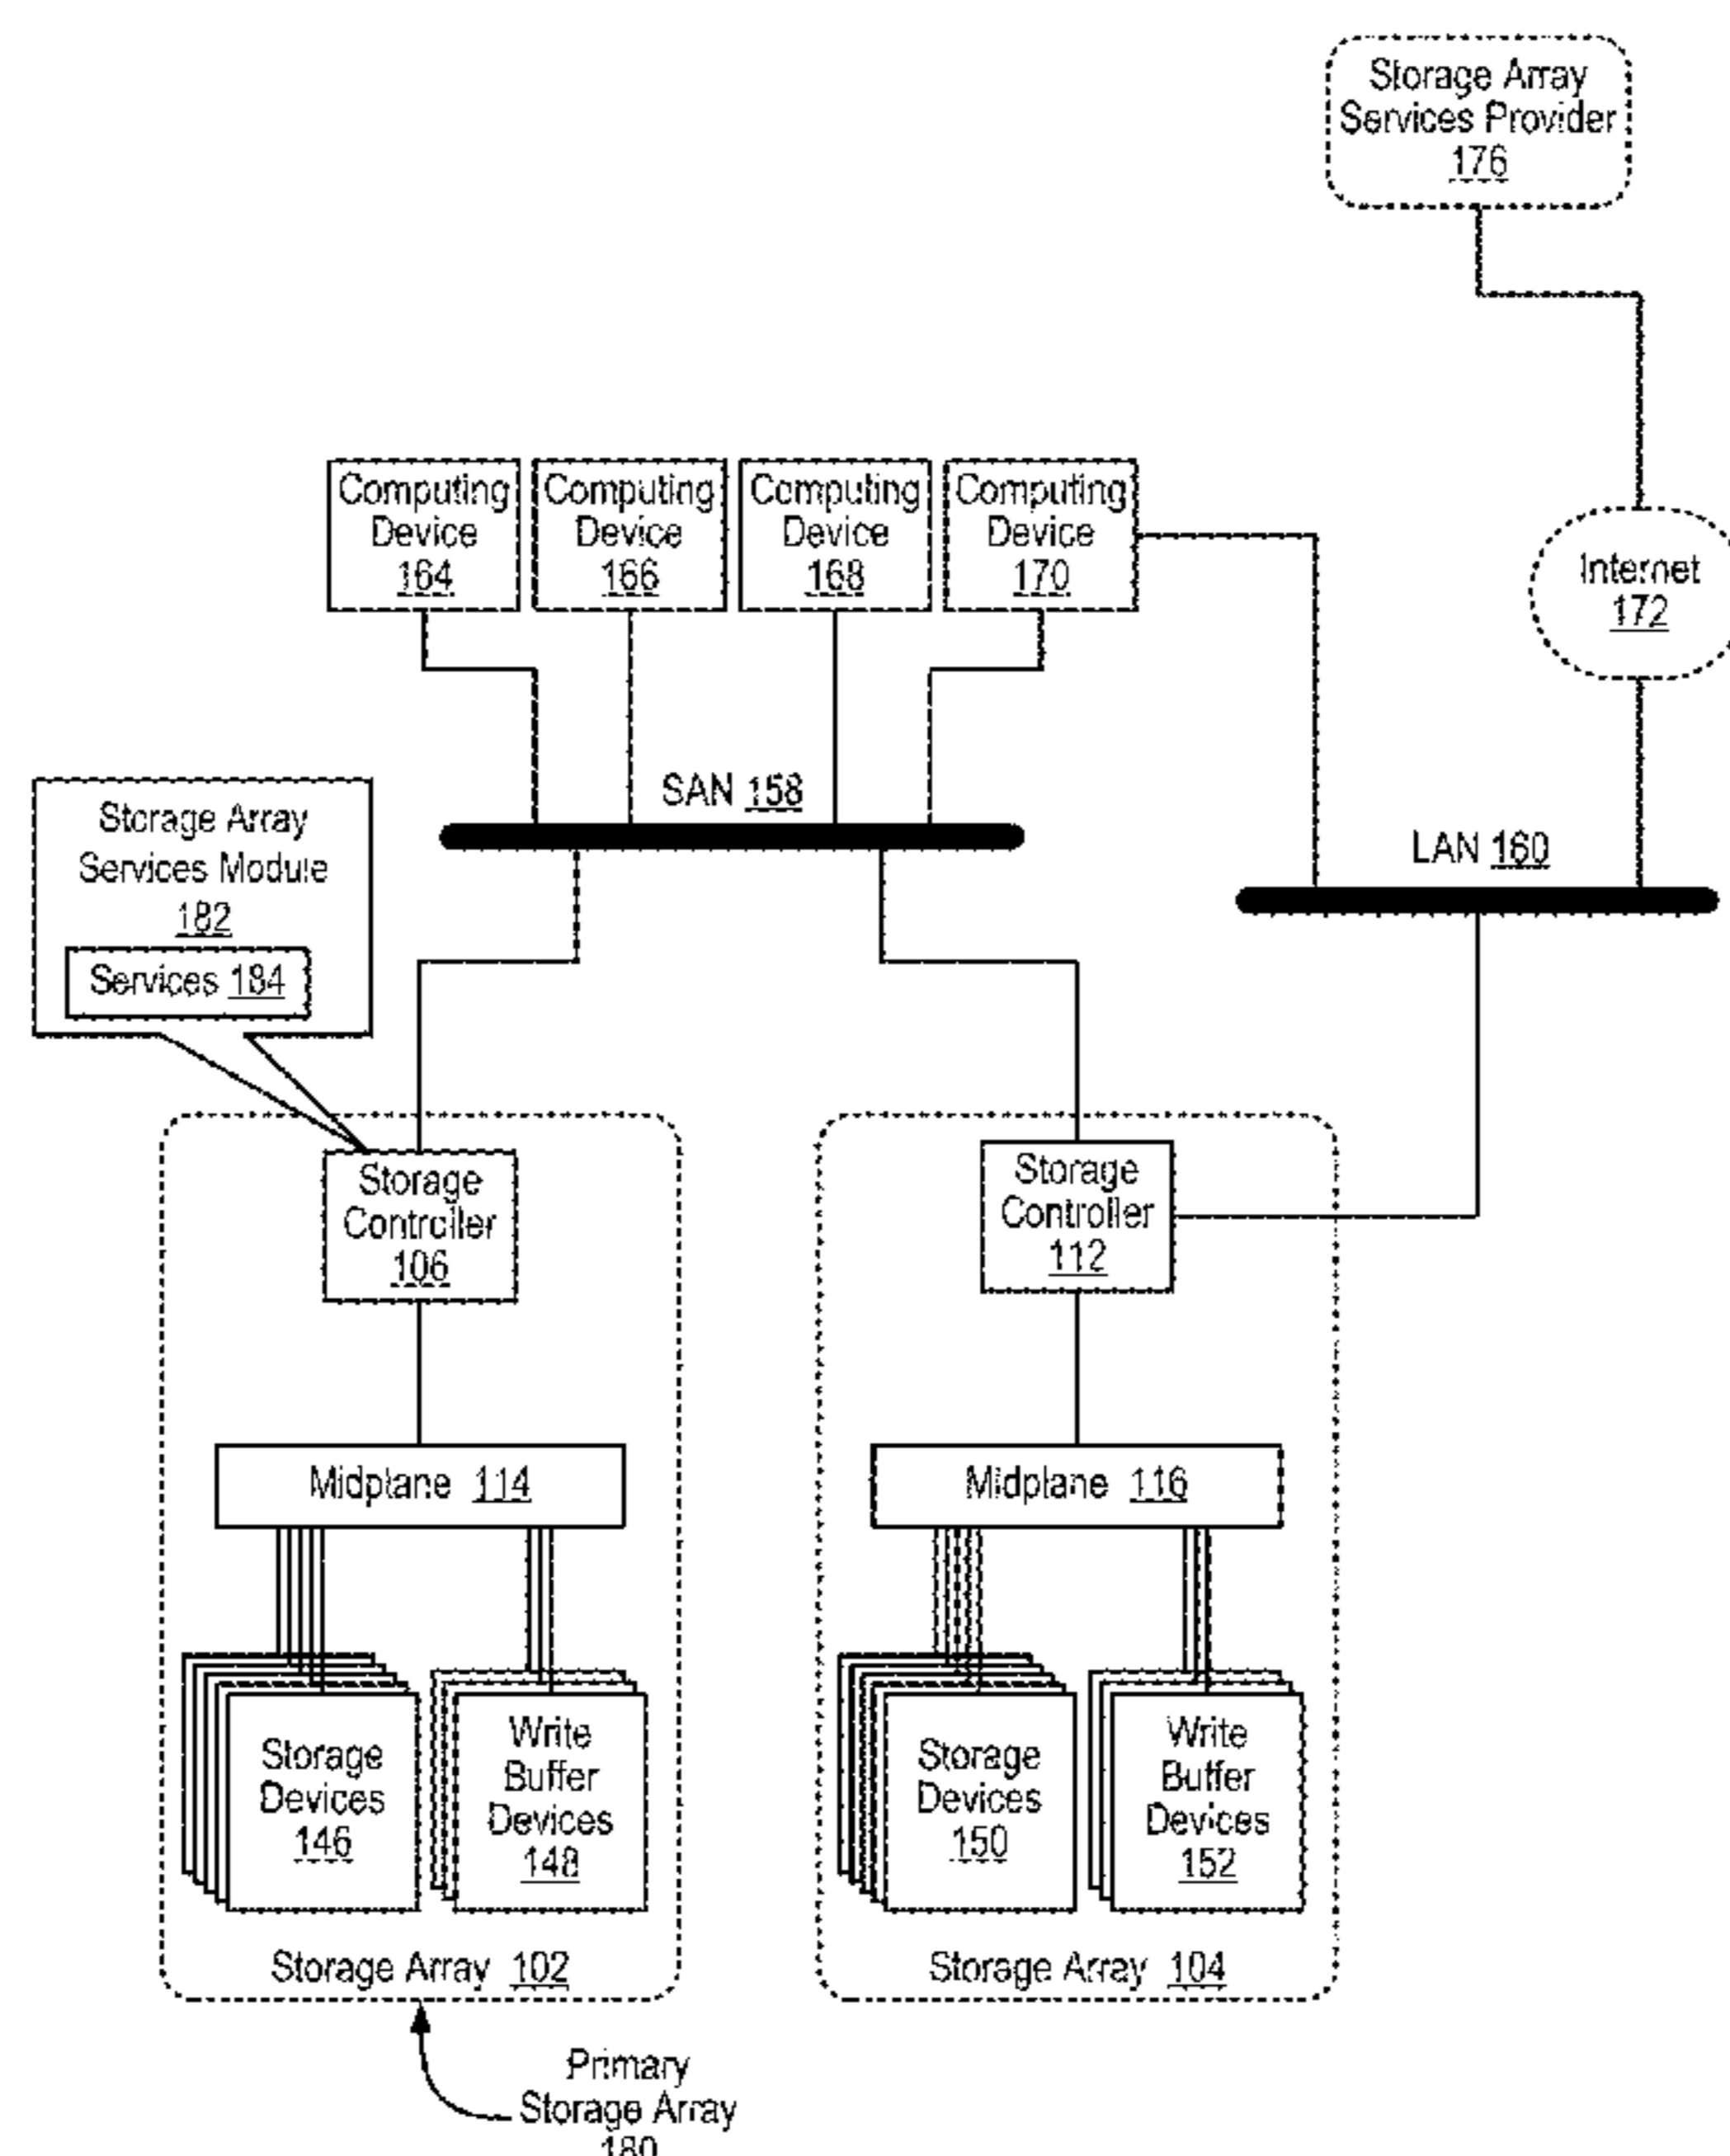 Storage Array
Services Provider
176
Computing
Device
164
Computing
Device
166
Computing
Device
168
Computing
Device
170
Internet
172
SAN 158
Storage Array
Services Module
182
Services 184
LAN 160
Storage
Controller
106
Storage
Controller
112
Midplane 114
Midplane 116
Storage
Devices
146
Write
Buffer
Devices
148
Storage
Devices
150
Write
Buffer
Devices
152
Storage Array 102
Storage Array 104
Primary
Storage Array
180